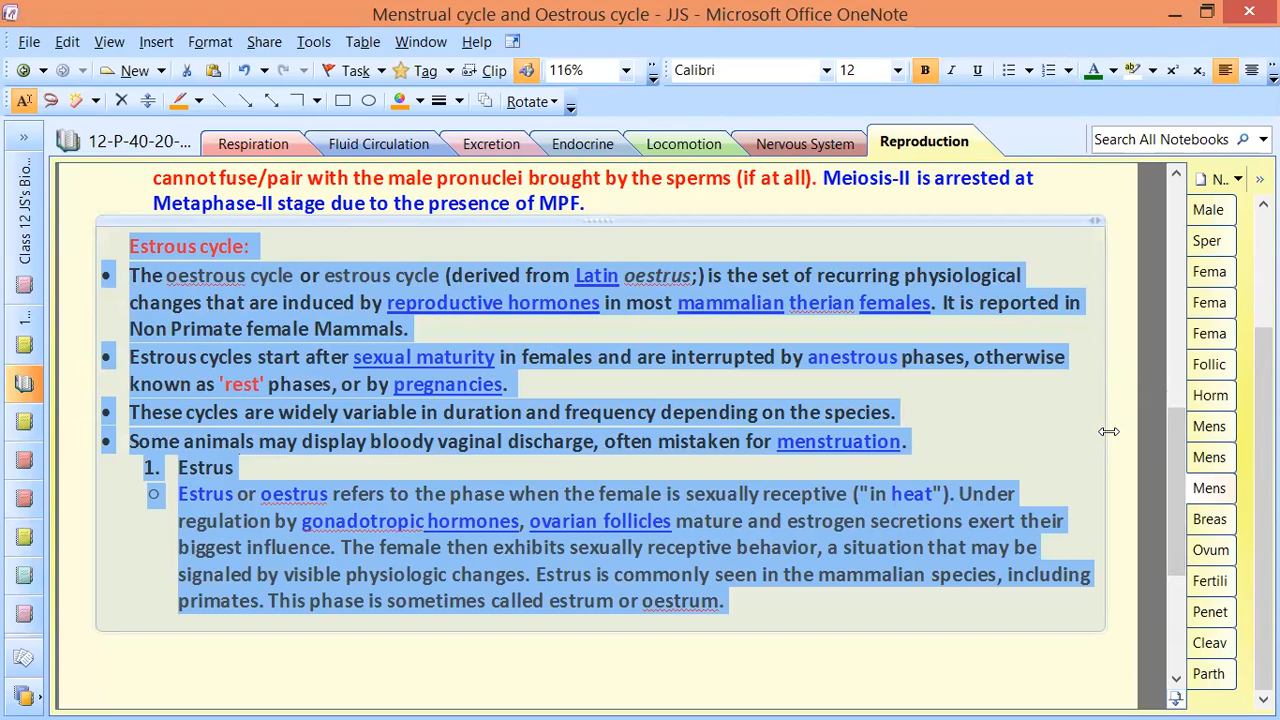 Menstrual cycle and Oestrous cycle - JJS - Microsoft Office OneNote
File Edit View Insert Format Share Tools Table Window Help
New Task Tag Clip 116% Calibri 12 B I U
Rotate
12-P-40-20-... Respiration Fluid Circulation Excretion Endocrine Locomotion Nervous System Reproduction Search All Notebooks
cannot fuse/pair with the male pronuclei brought by the sperms (if at all). Meiosis-II is arrested at
Metaphase-II stage due to the presence of MPF.
Estrous cycle:
• The oestrous cycle or estrous cycle (derived from Latin oestrus;) is the set of recurring physiological
changes that are induced by reproductive hormones in most mammalian therian females. It is reported in
Non Primate female Mammals.
• Estrous cycles start after sexual maturity in females and are interrupted by anestrous phases, otherwise
known as 'rest' phases, or by pregnancies.
• These cycles are widely variable in duration and frequency depending on the species.
• Some animals may display bloody vaginal discharge, often mistaken for menstruation.
1. Estrus
○ Estrus or oestrus refers to the phase when the female is sexually receptive ("in heat"). Under
regulation by gonadotropic hormones, ovarian follicles mature and estrogen secretions exert their
biggest influence. The female then exhibits sexually receptive behavior, a situation that may be
signaled by visible physiologic changes. Estrus is commonly seen in the mammalian species, including
primates. This phase is sometimes called estrum or oestrum.
Class 12 JJS's Bio...
1...
N...
Male
Sper
Fema
Fema
Fema
Follic
Horm
Mens
Mens
Mens
Breas
Ovum
Fertili
Penet
Cleav
Parth